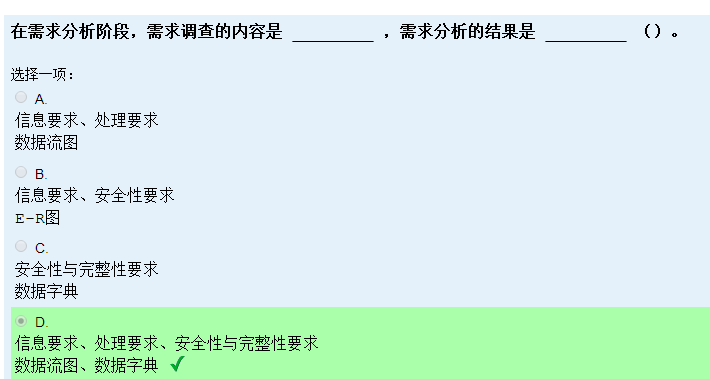 在需求分析阶段，需求调查的内容是 _________ ，需求分析的结果是 _________ （）。
选择一项：
A.
信息要求、处理要求
数据流图
B.
信息要求、安全性要求
E-R图
C.
安全性与完整性要求
数据字典
D.
信息要求、处理要求、安全性与完整性要求
数据流图、数据字典